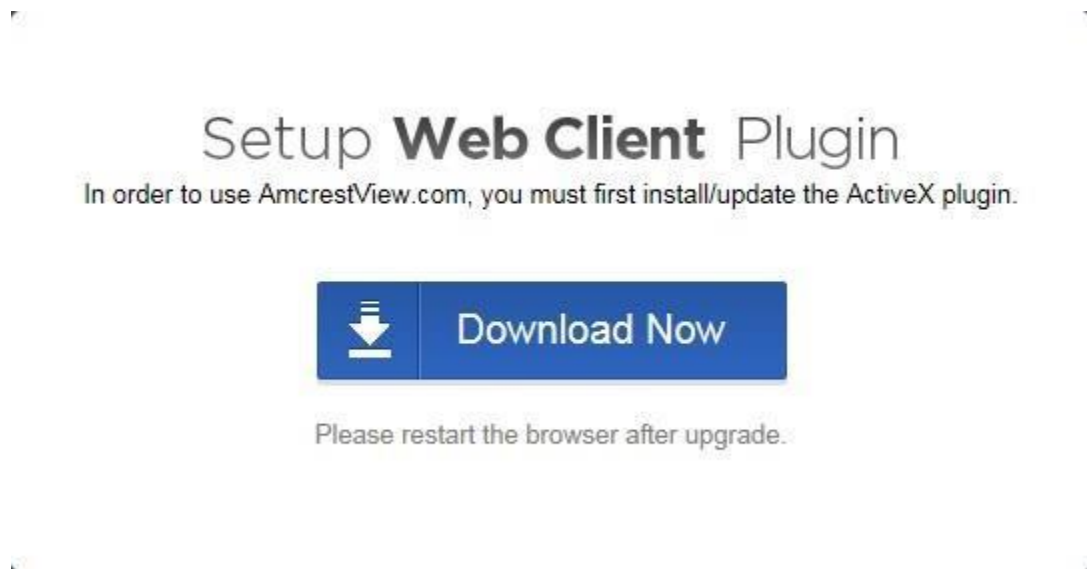 Setup Web Client Plugin
In order to use AmcrestView.com, you must first install/update the ActiveX plugin.
Download Now
Please restart the browser after upgrade.